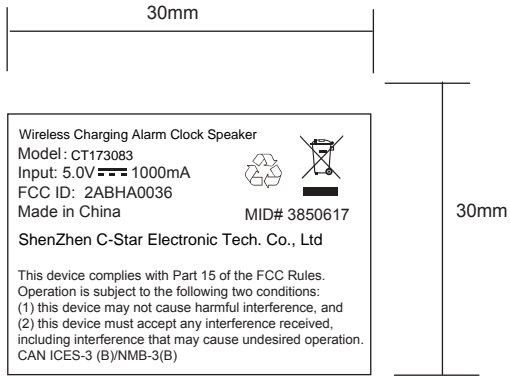 30mm
Wireless Charging Alarm Clock Speaker
Model : CT173083
Input: 5.0V 1000mA
FCC ID: 2ABHA0036
Made in China
MID# 3850617
ShenZhen C-Star Electronic Tech. Co., Ltd
This device complies with Part 15 of the FCC Rules.
Operation is subject to the following two conditions:
(1) this device may not cause harmful interference, and
(2) this device must accept any interference received,
including interference that may cause undesired operation.
CAN ICES-3 (B)/NMB-3(B)
30mm